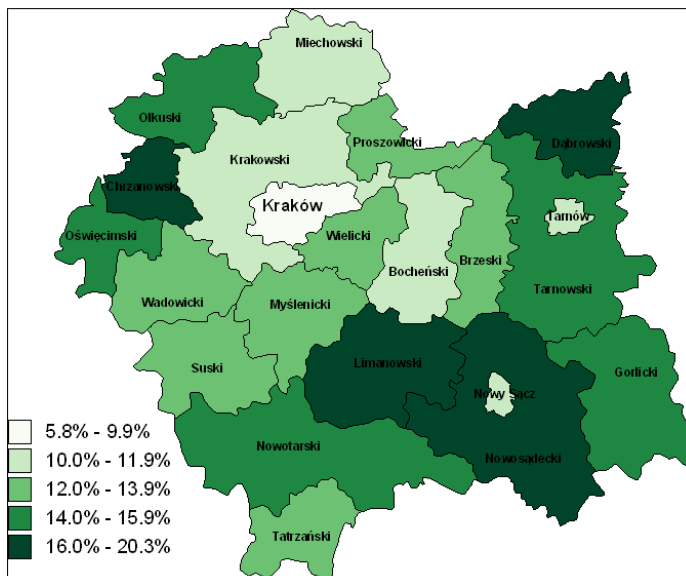 Miechowski
Olkuski
Dąbrowski
Proszowicki
Krakowski
Chrzanowski
Kraków
Tarnów
Oświęcimski
Wielicki
Brzeski
Bocheński
Tarnowski
Wadowicki
Myślenicki
Limanowski
Suski
Gorlicki
Nowy Sącz
Nowotarski
Nowosądecki
Tatrzański
5.8% - 9.9%
10.0% - 11.9%
12.0% - 13.9%
14.0% - 15.9%
16.0% - 20.3%